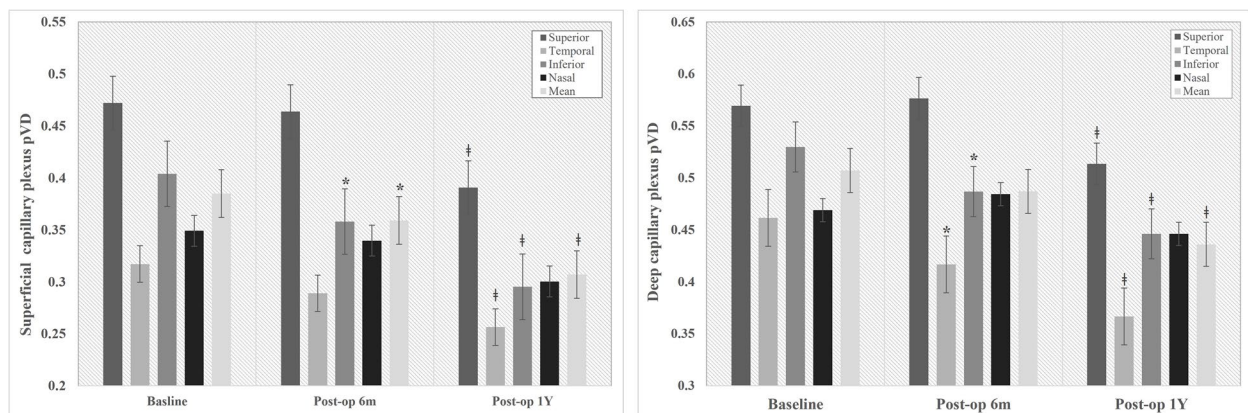 Superficial capillary plexus pVD
0.55
0.5
0.45
0.4
0.35
0.3
0.25
0.2
Superior
Temporal
Inferior
Nasal
Mean
*
*
ǂ
ǂ
ǂ
ǂ
Basline
Post-op 6m
Post-op 1Y
Deep capillary plexus pVD
0.65
0.6
0.55
0.5
0.45
0.4
0.35
0.3
Superior
Temporal
Inferior
Nasal
Mean
*
*
ǂ
ǂ
ǂ
ǂ
Baseline
Post-op 6m
Post-op 1Y